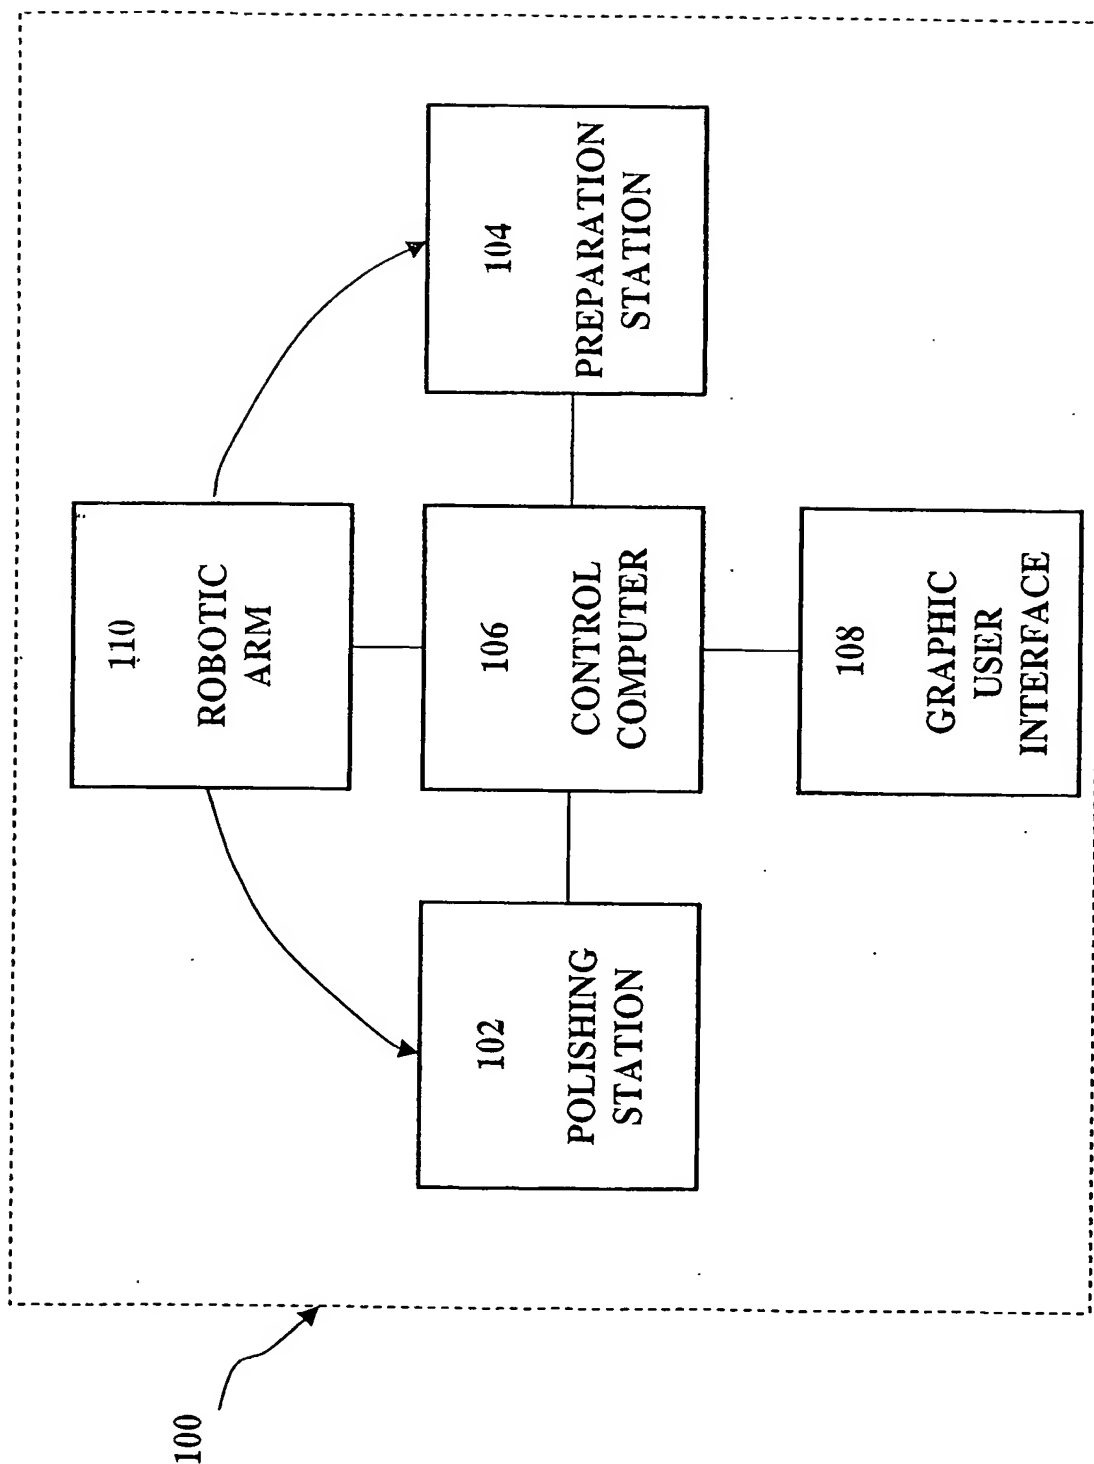 100
110
ROBOTIC
ARM
102
POLISHING
STATION
106
CONTROL
COMPUTER
104
PREPARATION
STATION
108
GRAPHIC
USER
INTERFACE